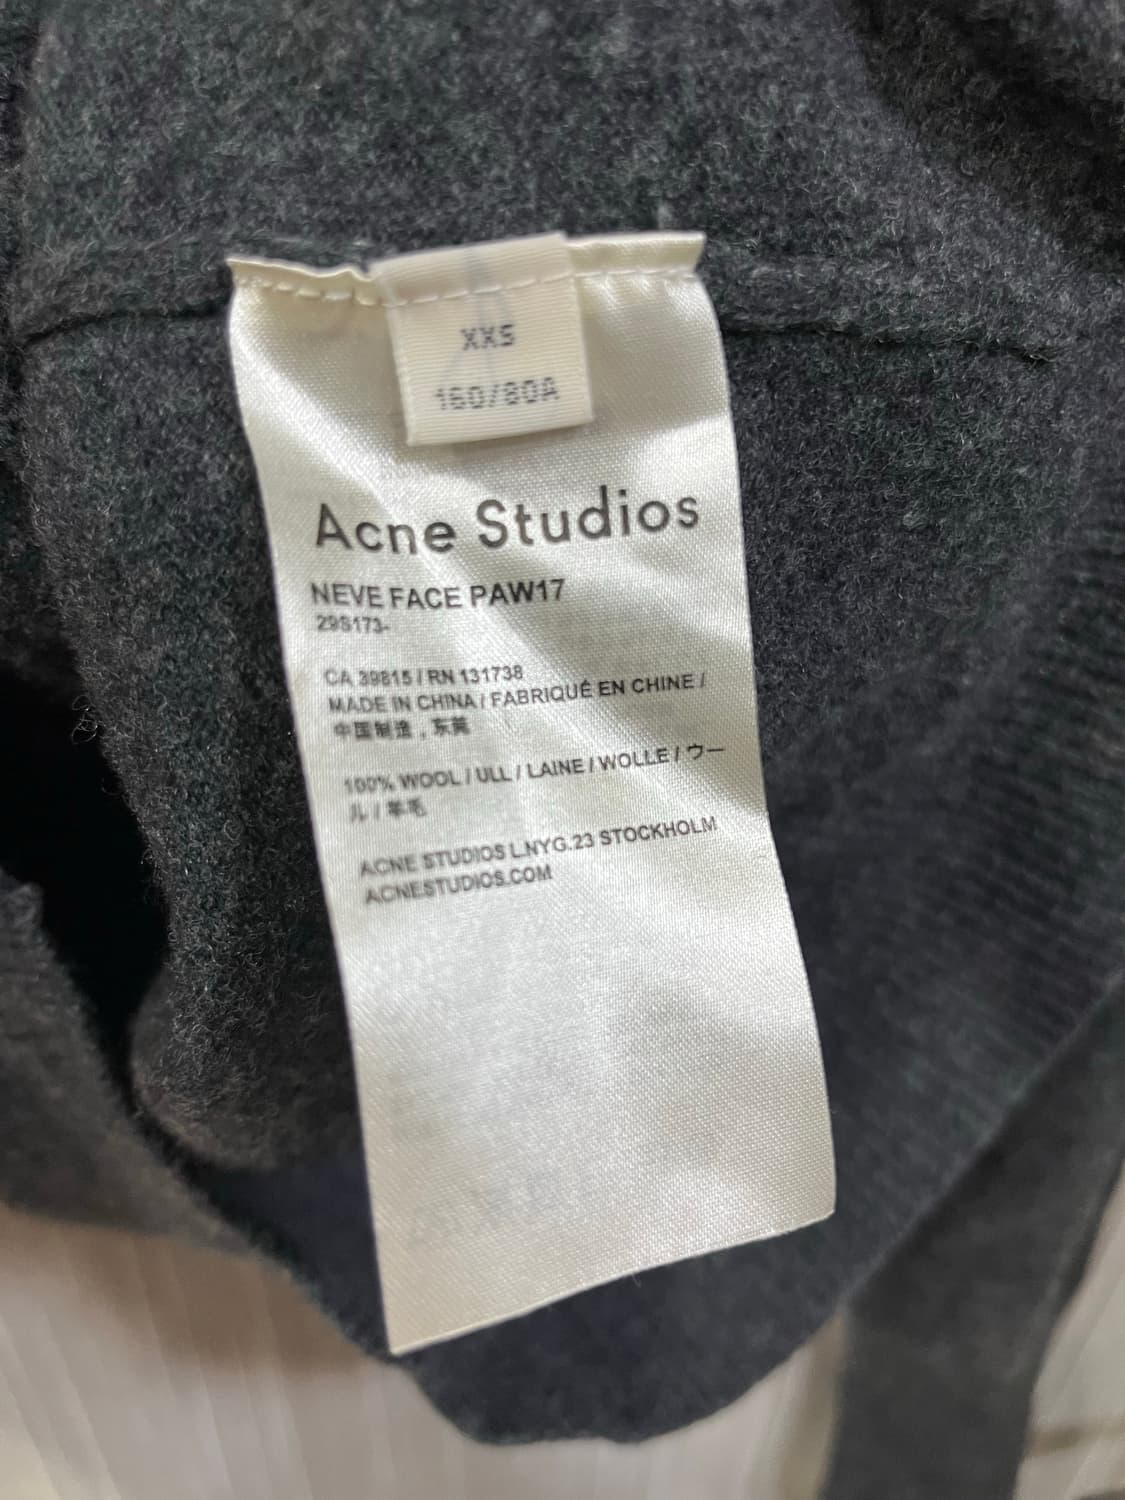 XXS
160/80A
Acne Studios
NEVE FACE PAW17
29S173-
CA 39815 / RN 131738
MADE IN CHINA / FABRIQUÉ EN CHINE /
中国制造，东莞
100% WOOL / ULL / LAINE / WOLLE / ウー
ル / 羊毛
ACNE STUDIOS L.NYG.23 STOCKHOLM
ACNESTUDIOS.COM